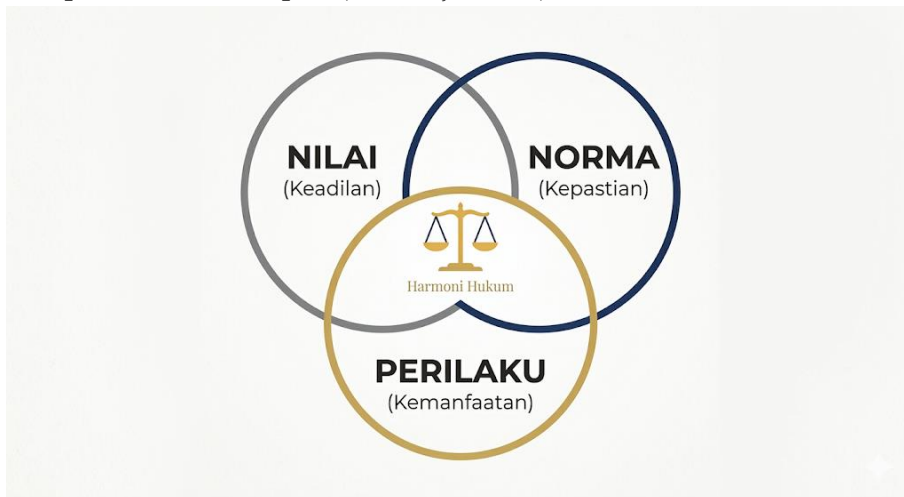 NILAI
(Keadilan)
NORMA
(Kepastian)
Harmoni Hukum
PERILAKU
(Kemanfaatan)